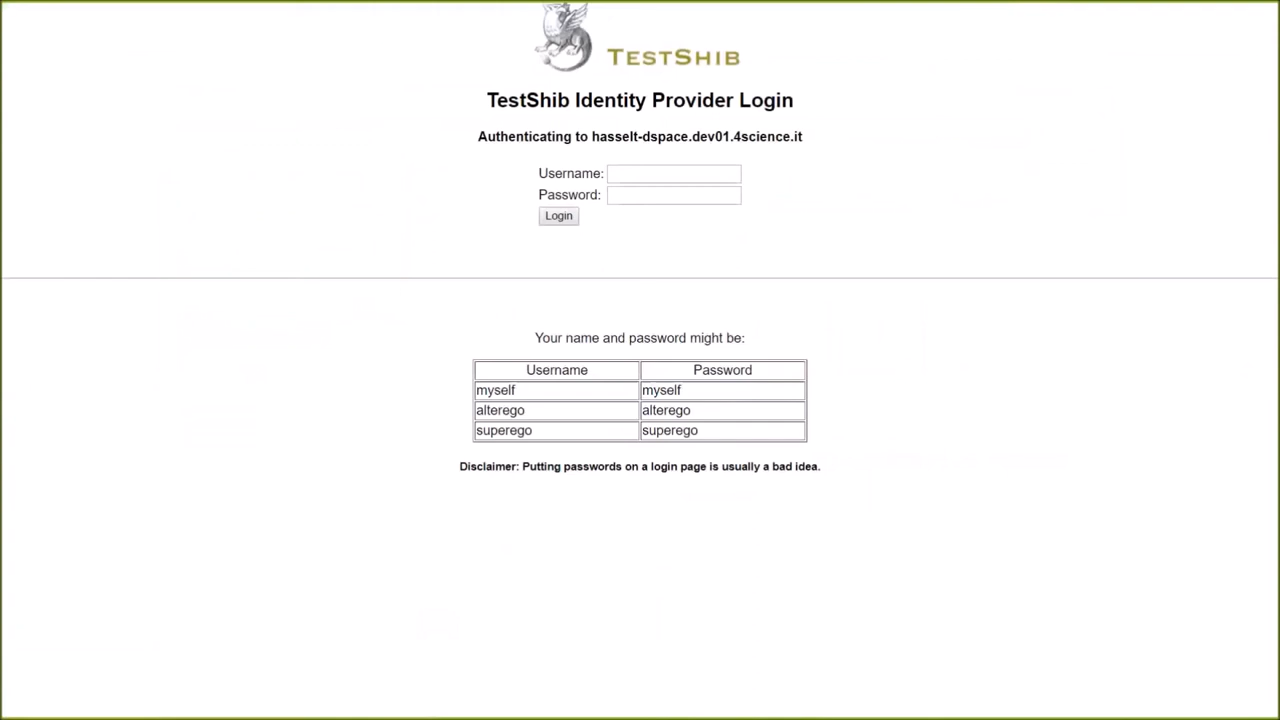 TESTSHIB
TestShib Identity Provider Login
Authenticating to hasselt-dspace.dev01.4science.it
Username:
Password:
Login
Your name and password might be:
Username Password
myself myself
alterego alterego
superego superego
Disclaimer: Putting passwords on a login page is usually a bad idea.